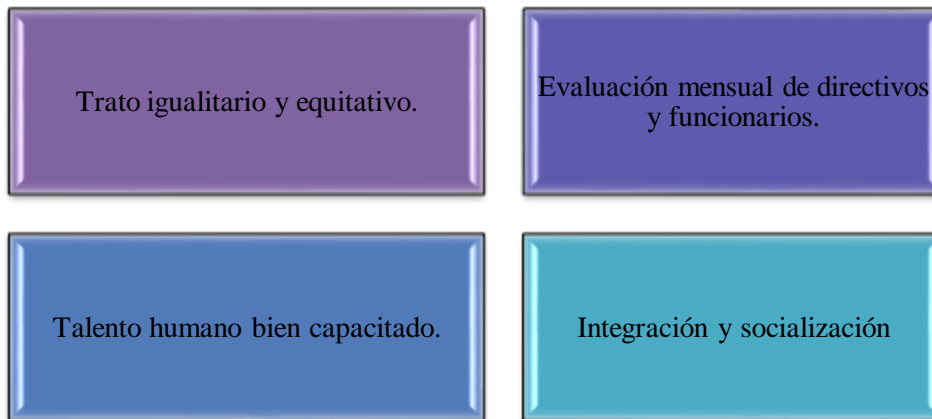 Trato igualitario y equitativo.
Evaluación mensual de directivos
y funcionarios.
Talento humano bien capacitado.
Integración y socialización